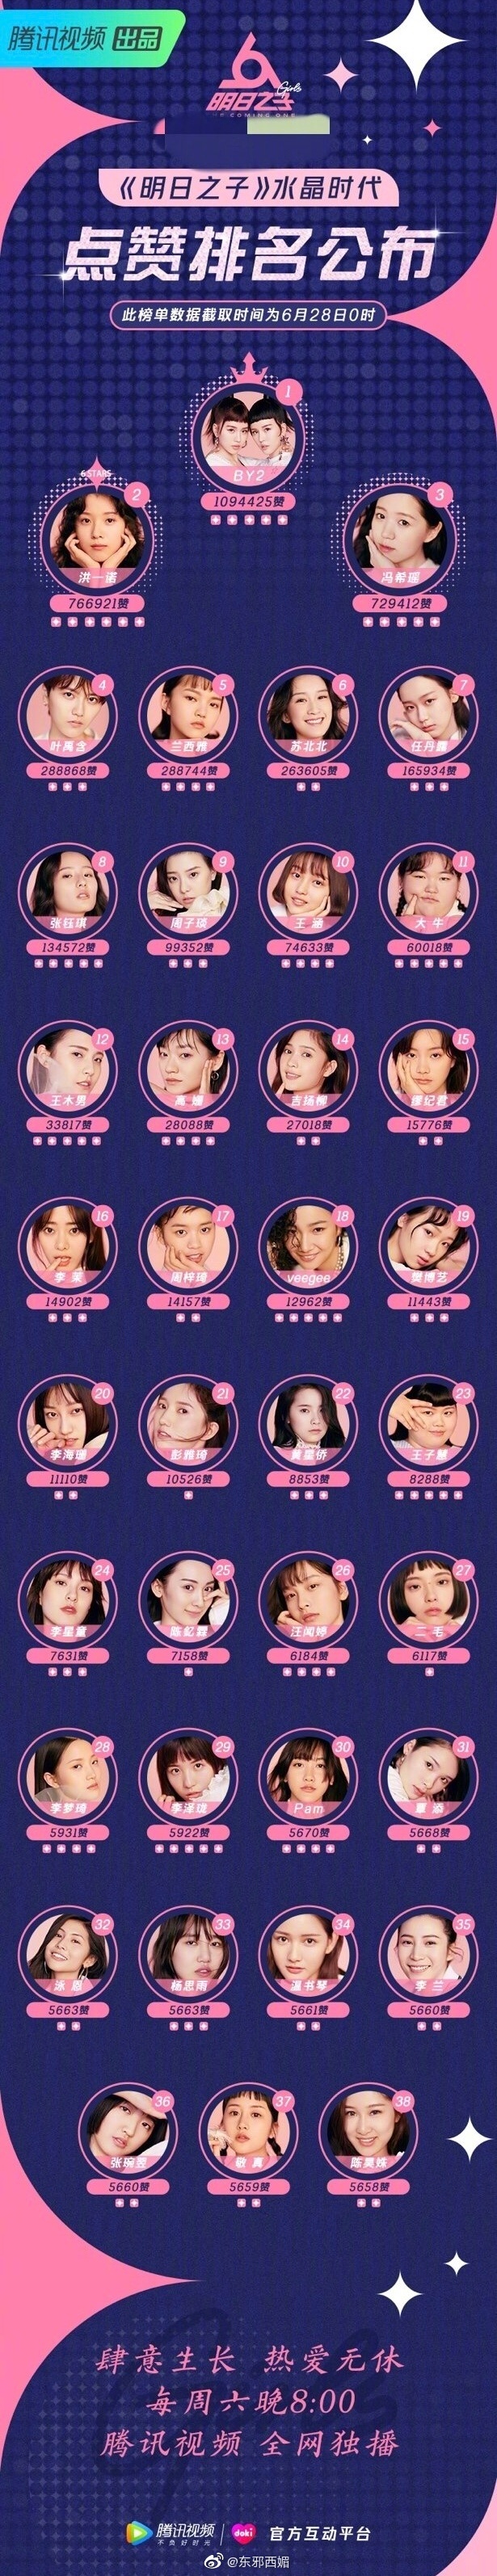 腾讯视频 出品
明日之子 Girls
THE COMING ONE
《明日之子》水晶时代
点赞排名公布
此榜单数据截取时间为6月28日0时
1
BY2
1094425赞
6 STARS
2
洪一诺
766921赞
3
冯希瑶
729412赞
4 5 6 7
叶禹含 兰西雅 苏北北 任丹露
288868赞 288744赞 263605赞 165934赞
8 9 10 11
张钰琪 周子琰 王涵 大牛
134572赞 99352赞 74633赞 60018赞
12 13 14 15
王木男 高嫚 吉扬柳 纪君
33817赞 28088赞 27018赞 15776赞
16 17 18 19
李茉 周梓琦 veegee 樊博艺
14902赞 14157赞 12962赞 11443赞
20 21 22 23
李海珊 彭雅琦 黄星侨 王子慧
11110赞 10526赞 8853赞 8288赞
24 25 26 27
李星 陈钇霖 汪闻婷 二毛
7631赞 7158赞 6184赞 6117赞
28 29 30 31
李梦琦 李泽珑 Pam 覃添
5931赞 5922赞 5670赞 5668赞
32 33 34 35
泳恩 杨思雨 温书琴 李兰
5663赞 5663赞 5661赞 5660赞
36 37 38
张琬昱 敬真 陈昊姝
5660赞 5659赞 5658赞
肆意生长 热爱无休
每周六晚8:00
腾讯视频 全网独播
腾讯视频 doki 官方互动平台
不负好时光
@东邪西媚